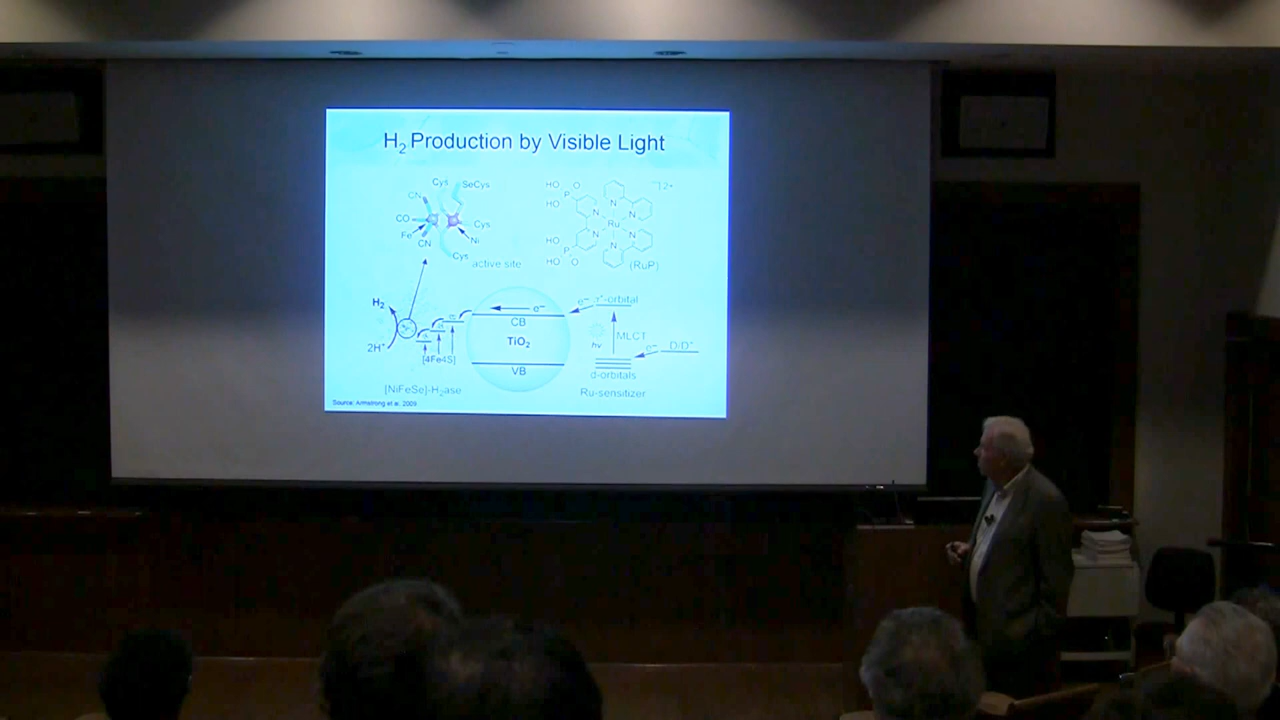 H₂ Production by Visible Light
Cys
SeCys
CN
CO
Fe
CN
Cys
Ni
Cys
active site
HO
O
P
HO
N
N
N
Ru
N
N
N
HO
P
HO
O
2+
(RuP)
H₂
2H⁺
[4Fe4S]
[NiFeSe]-H₂ase
e⁻
CB
TiO₂
VB
e⁻
π*-orbital
hν
MLCT
e⁻
D/D⁺
d-orbitals
Ru-sensitizer
Source: Armstrong et al, 2009